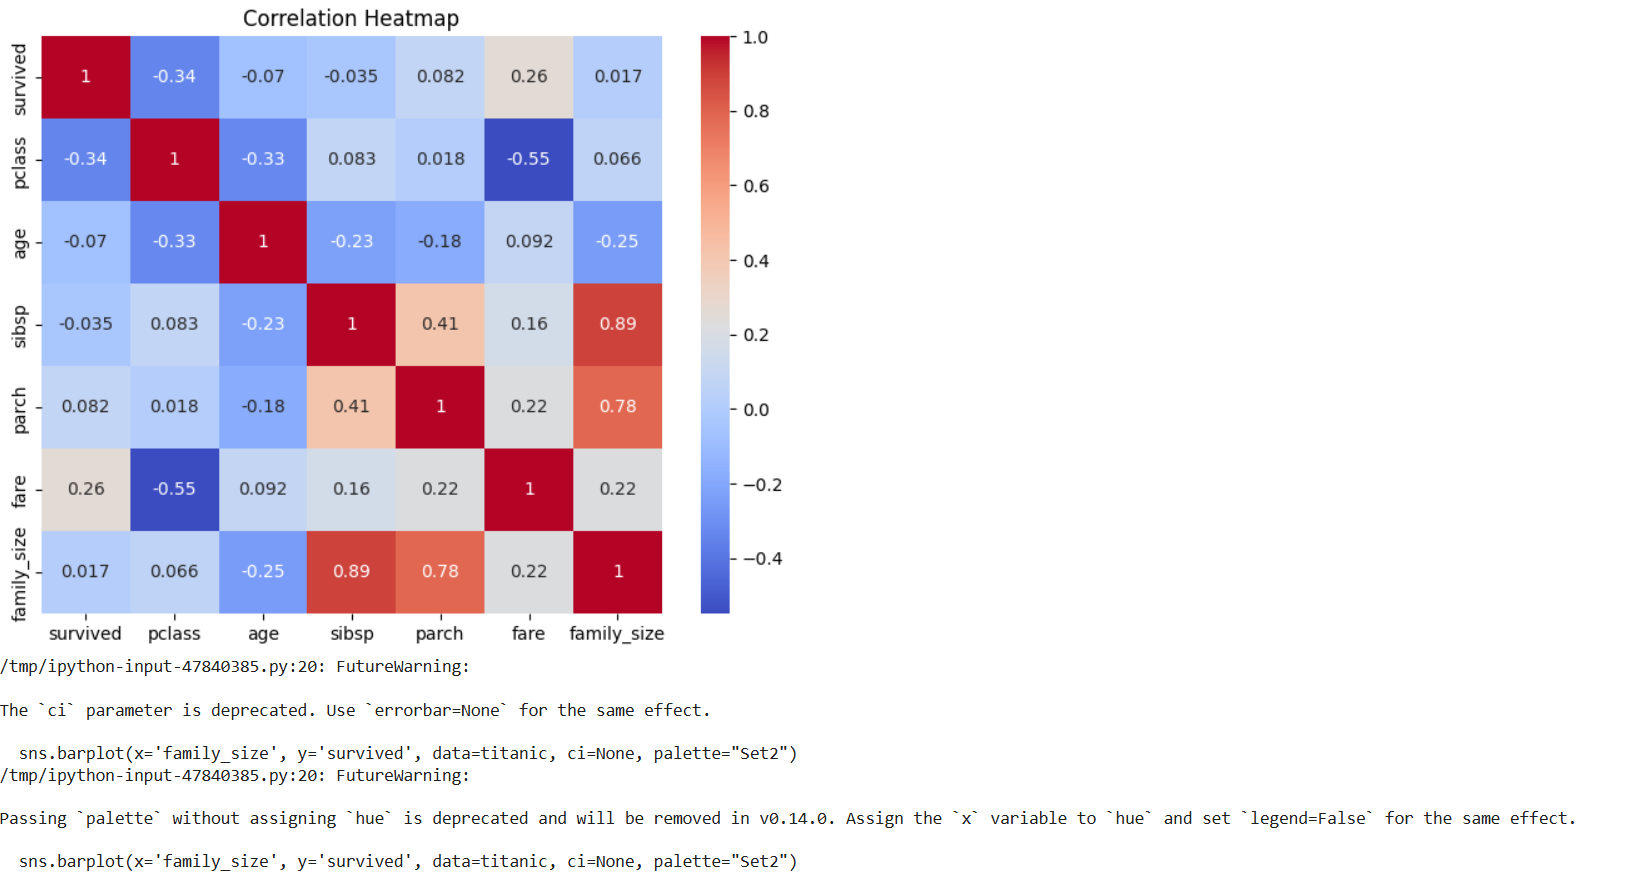 Correlation Heatmap
survived 1 -0.34 -0.07 -0.035 0.082 0.26 0.017
pclass -0.34 1 -0.33 0.083 0.018 -0.55 0.066
age -0.07 -0.33 1 -0.23 -0.18 0.092 -0.25
sibsp -0.035 0.083 -0.23 1 0.41 0.16 0.89
parch 0.082 0.018 -0.18 0.41 1 0.22 0.78
fare 0.26 -0.55 0.092 0.16 0.22 1 0.22
family_size 0.017 0.066 -0.25 0.89 0.78 0.22 1
survived pclass age sibsp parch fare family_size
1.0
0.8
0.6
0.4
0.2
0.0
−0.2
−0.4
/tmp/ipython-input-47840385.py:20: FutureWarning:
The `ci` parameter is deprecated. Use `errorbar=None` for the same effect.
sns.barplot(x='family_size', y='survived', data=titanic, ci=None, palette="Set2")
/tmp/ipython-input-47840385.py:20: FutureWarning:
Passing `palette` without assigning `hue` is deprecated and will be removed in v0.14.0. Assign the `x` variable to `hue` and set `legend=False` for the same effect.
sns.barplot(x='family_size', y='survived', data=titanic, ci=None, palette="Set2")